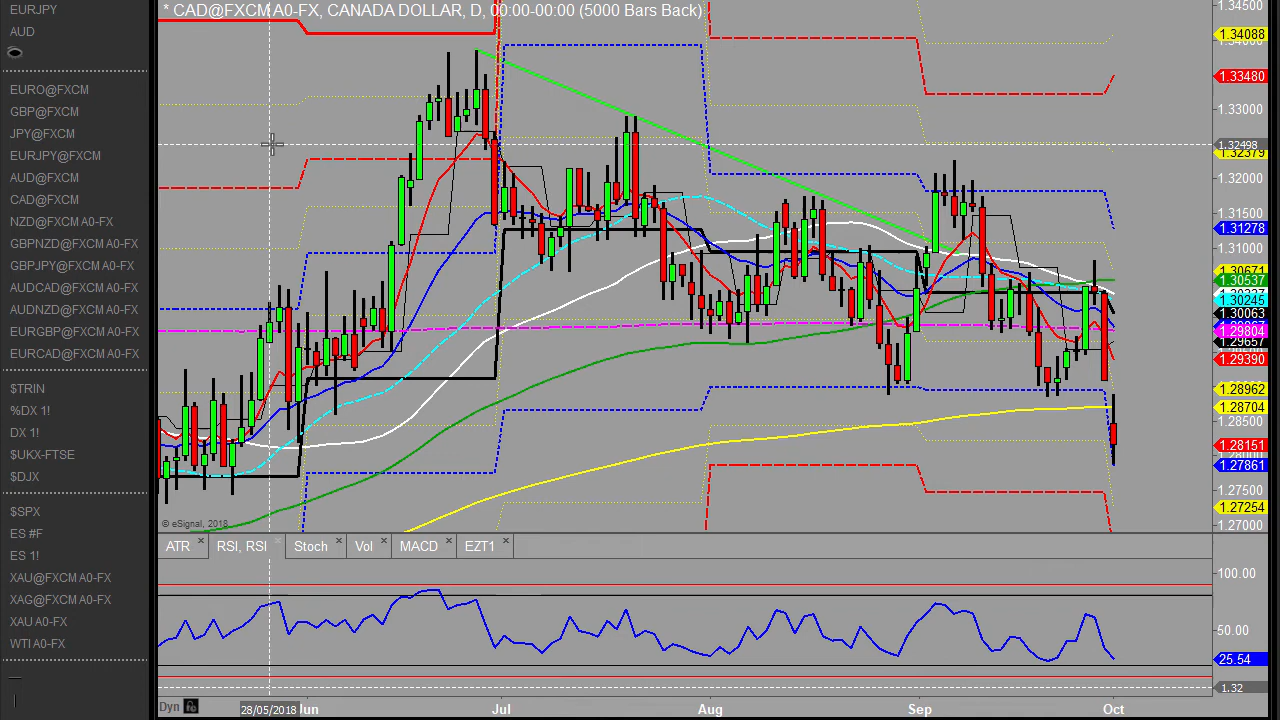 EURJPY
AUD
EURO@FXCM
GBP@FXCM
JPY@FXCM
EURJPY@FXCM
AUD@FXCM
CAD@FXCM
NZD@FXCM A0-FX
GBPNZD@FXCM A0-FX
GBPJPY@FXCM A0-FX
AUDCAD@FXCM A0-FX
AUDNZD@FXCM A0-FX
EURGBP@FXCM A0-FX
EURCAD@FXCM A0-FX
$TRIN
%DX 1!
DX 1!
$UKX-FTSE
$DJX
$SPX
ES #F
ES 1!
XAU@FXCM A0-FX
XAG@FXCM A0-FX
XAU A0-FX
WTI A0-FX
* CAD@FXCM A0-FX, CANADA DOLLAR, D, 00:00-00:00 (5000 Bars Back)
1.34500
1.34088
1.33480
1.33000
1.32498
1.32379
1.32000
1.31500
1.31278
1.31000
1.30671
1.30537
1.30245
1.30063
1.29804
1.29657
1.29390
1.28962
1.28704
1.28500
1.28151
1.27861
1.27500
1.27254
1.27000
© eSignal, 2018
ATR
RSI, RSI
Stoch
Vol
MACD
EZT1
100.00
50.00
25.54
1.32
Dyn
28/05/2018
Jun
Jul
Aug
Sep
Oct